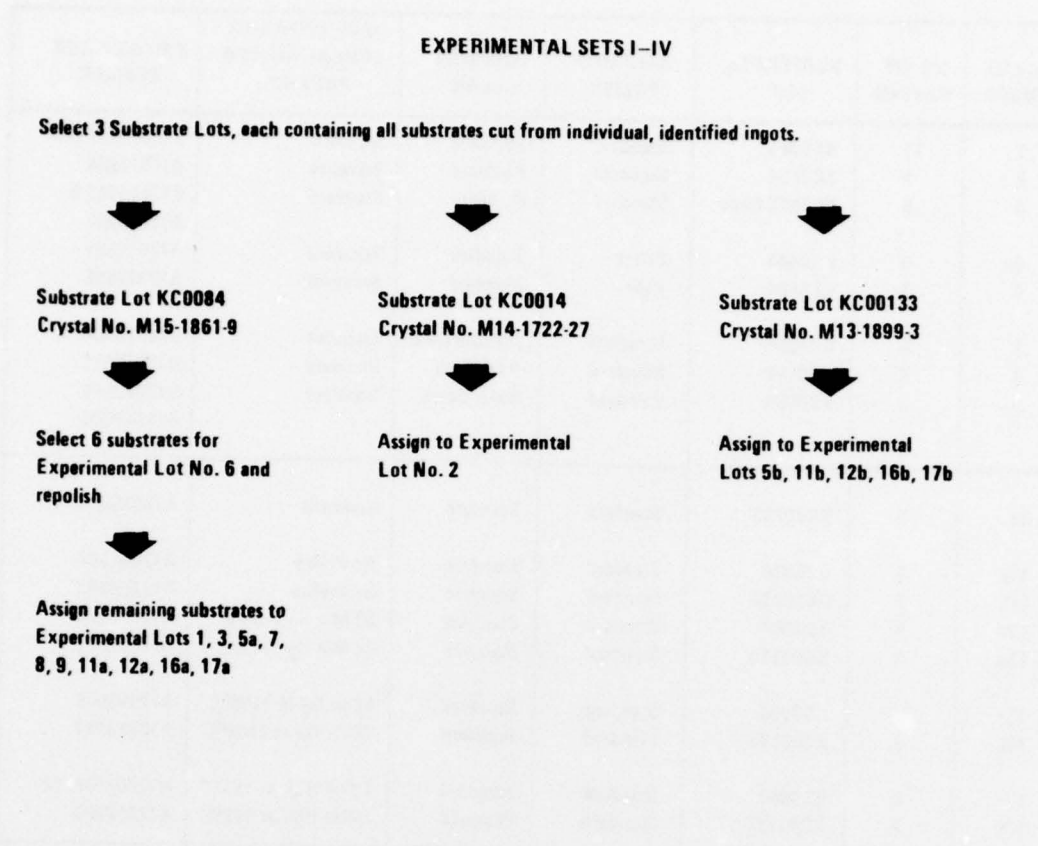 EXPERIMENTAL SETS I–IV
Select 3 Substrate Lots, each containing all substrates cut from individual, identified ingots.
Substrate Lot KC0084
Crystal No. M15-1861-9
Substrate Lot KC0014
Crystal No. M14-1722-27
Substrate Lot KC00133
Crystal No. M13-1899-3
Select 6 substrates for
Experimental Lot No. 6 and
repolish
Assign to Experimental
Lot No. 2
Assign to Experimental
Lots 5b, 11b, 12b, 16b, 17b
Assign remaining substrates to
Experimental Lots 1, 3, 5a, 7,
8, 9, 11a, 12a, 16a, 17a